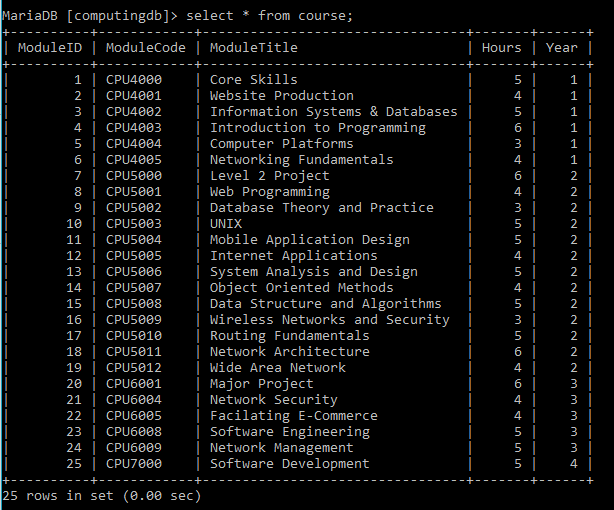 MariaDB [computingdb]> select * from course;
+----------+------------+--------------------------------+-------+------+
| ModuleID | ModuleCode | ModuleTitle                    | Hours | Year |
+----------+------------+--------------------------------+-------+------+
|        1 | CPU4000    | Core Skills                    |     5 |    1 |
|        2 | CPU4001    | Website Production             |     4 |    1 |
|        3 | CPU4002    | Information Systems & Databases |     5 |    1 |
|        4 | CPU4003    | Introduction to Programming    |     6 |    1 |
|        5 | CPU4004    | Computer Platforms             |     3 |    1 |
|        6 | CPU4005    | Networking Fundamentals        |     4 |    1 |
|        7 | CPU5000    | Level 2 Project                |     6 |    2 |
|        8 | CPU5001    | Web Programming                |     4 |    2 |
|        9 | CPU5002    | Database Theory and Practice   |     3 |    2 |
|       10 | CPU5003    | UNIX                           |     5 |    2 |
|       11 | CPU5004    | Mobile Application Design      |     5 |    2 |
|       12 | CPU5005    | Internet Applications          |     4 |    2 |
|       13 | CPU5006    | System Analysis and Design     |     5 |    2 |
|       14 | CPU5007    | Object Oriented Methods        |     4 |    2 |
|       15 | CPU5008    | Data Structure and Algorithms  |     5 |    2 |
|       16 | CPU5009    | Wireless Networks and Security |     3 |    2 |
|       17 | CPU5010    | Routing Fundamentals           |     5 |    2 |
|       18 | CPU5011    | Network Architecture           |     6 |    2 |
|       19 | CPU5012    | Wide Area Network              |     4 |    2 |
|       20 | CPU6001    | Major Project                  |     6 |    3 |
|       21 | CPU6004    | Network Security               |     4 |    3 |
|       22 | CPU6005    | Facilating E-Commerce          |     4 |    3 |
|       23 | CPU6008    | Software Engineering           |     5 |    3 |
|       24 | CPU6009    | Network Management             |     5 |    3 |
|       25 | CPU7000    | Software Development           |     5 |    4 |
+----------+------------+--------------------------------+-------+------+
25 rows in set (0.00 sec)